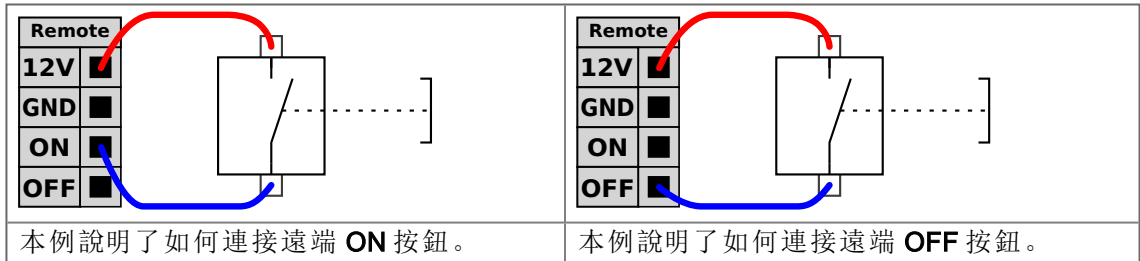 Remote
12V
GND
ON
OFF
本例說明了如何連接遠端 ON 按鈕。
Remote
12V
GND
ON
OFF
本例說明了如何連接遠端 OFF 按鈕。